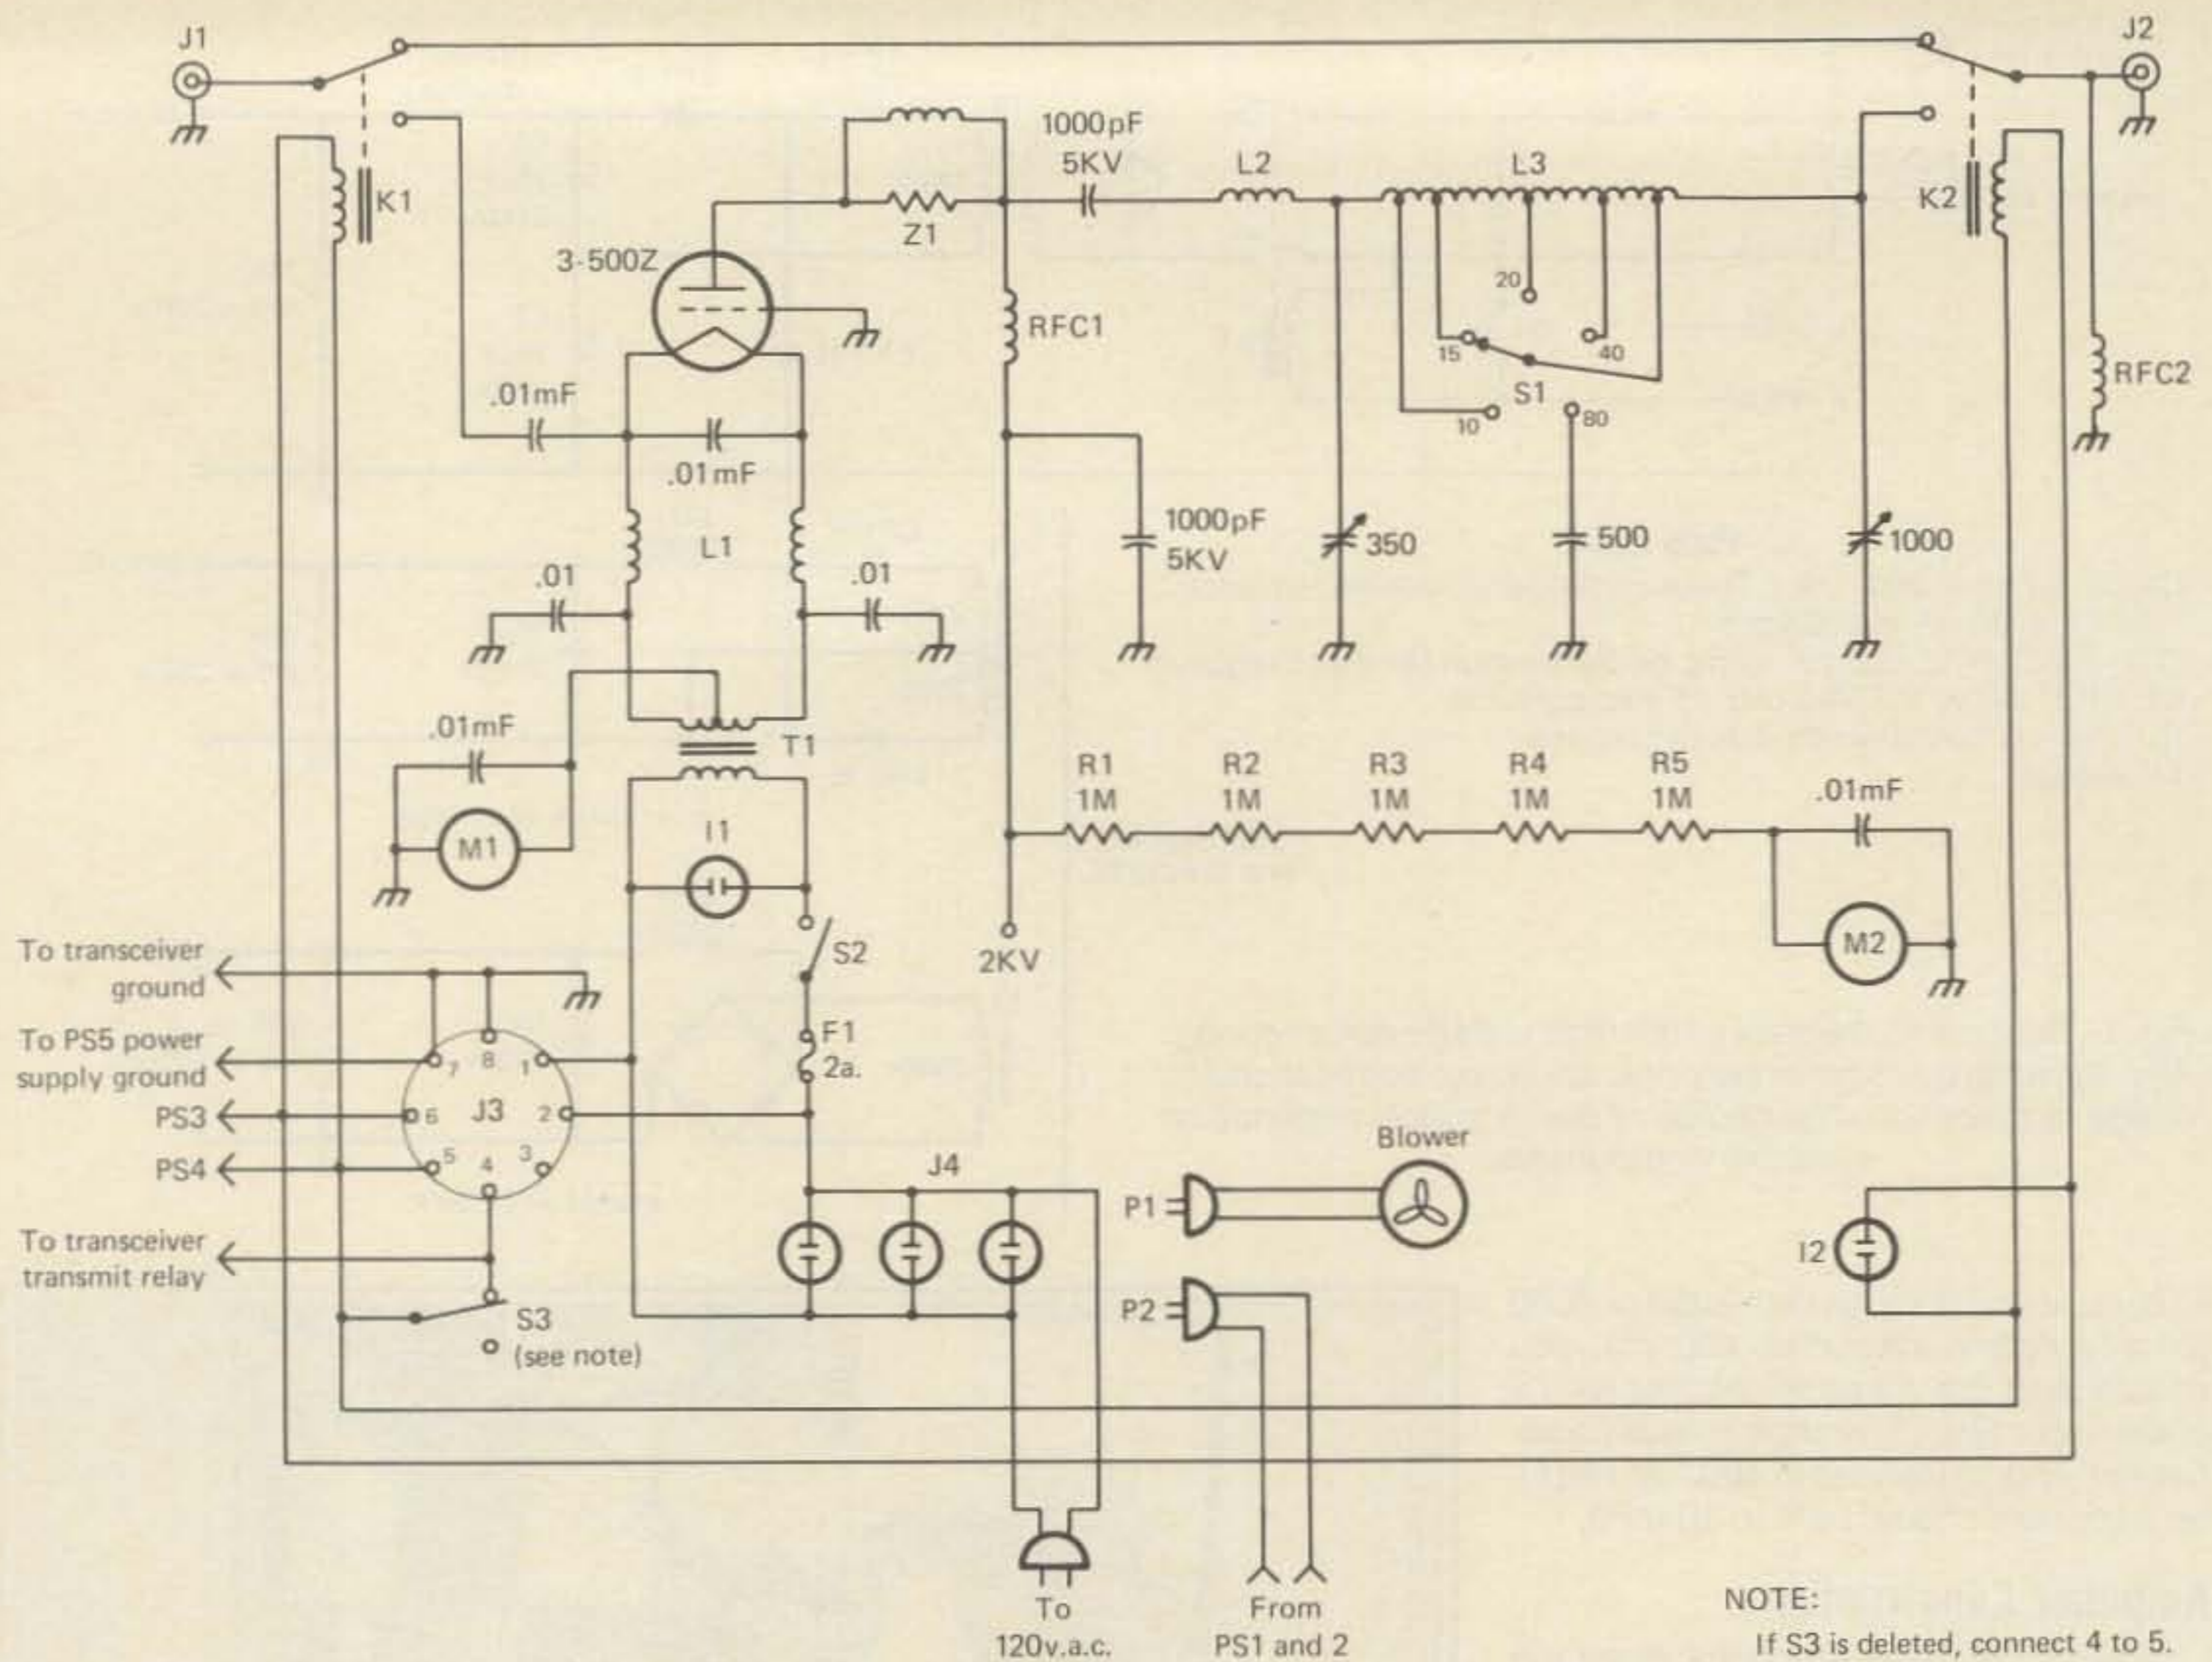 J1
J2
K1
3-500Z
Z1
1000pF
5KV
L2
L3
K2
20
RFC1
15
40
S1
10
80
RFC2
.01mF
.01mF
L1
1000pF
5KV
350
500
1000
.01
.01
.01mF
T1
M1
I1
R1
1M
R2
1M
R3
1M
R4
1M
R5
1M
.01mF
M2
S2
2KV
To transceiver
ground
To PS5 power
supply ground
PS3
PS4
To transceiver
transmit relay
F1
2a.
7
8
1
6
J3
2
5
4
3
J4
S3
(see note)
Blower
P1
P2
I2
To
120v.a.c.
From
PS1 and 2
NOTE:
If S3 is deleted, connect 4 to 5.